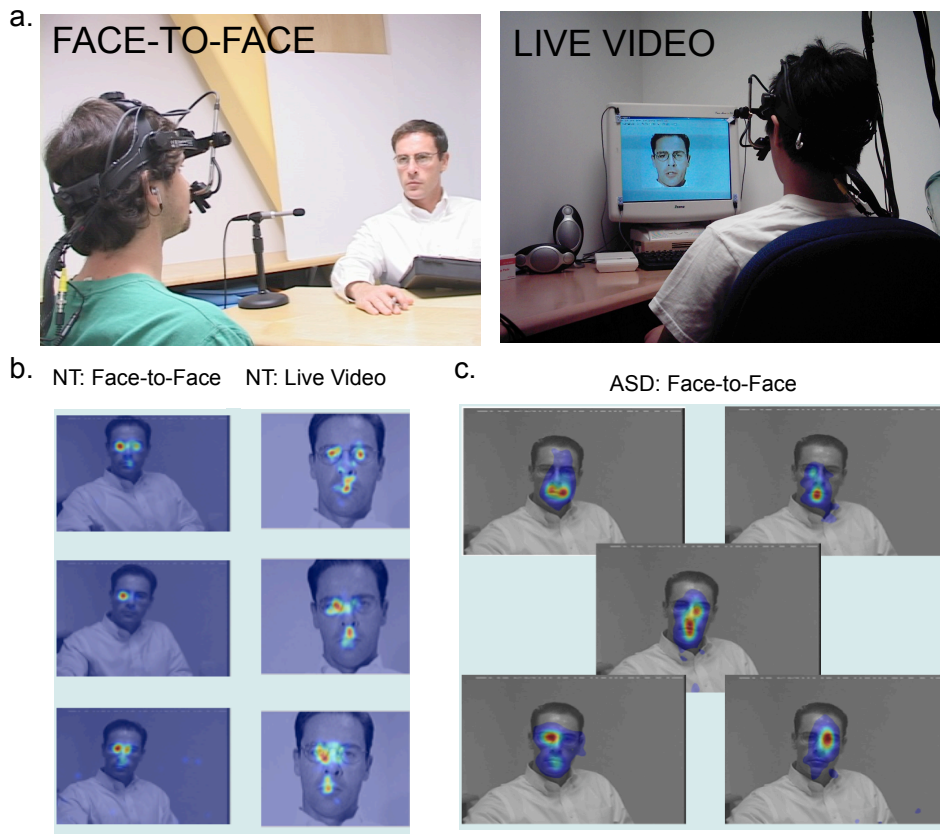 a.
FACE-TO-FACE
LIVE VIDEO
b.
NT: Face-to-Face
NT: Live Video
c.
ASD: Face-to-Face